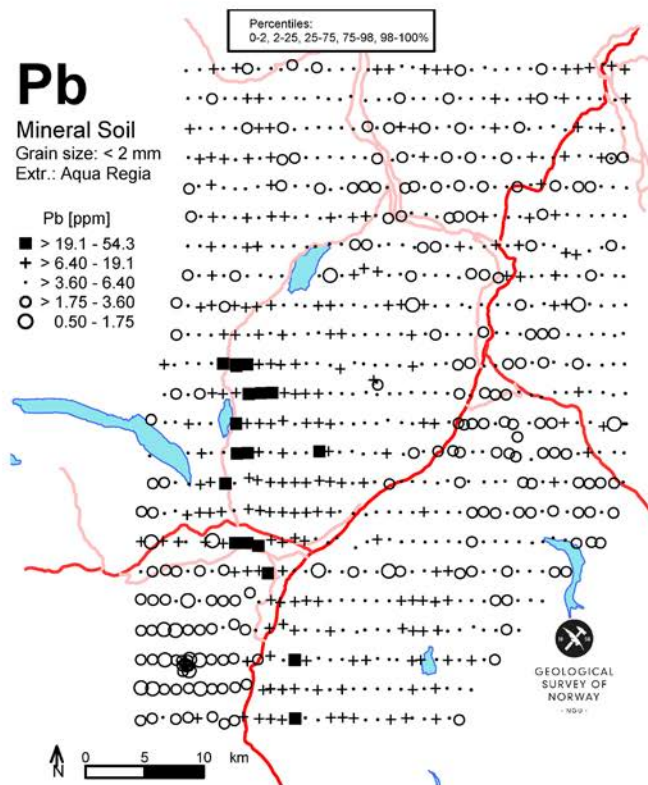 Percentiles:
0-2, 2-25, 25-75, 75-98, 98-100%
Pb
Mineral Soil
Grain size: < 2 mm
Extr.: Aqua Regia
Pb [ppm]
> 19.1 - 54.3
> 6.40 - 19.1
> 3.60 - 6.40
> 1.75 - 3.60
0.50 - 1.75
GEOLOGICAL
SURVEY OF
NORWAY
- NGU -
N
0 5 10 km